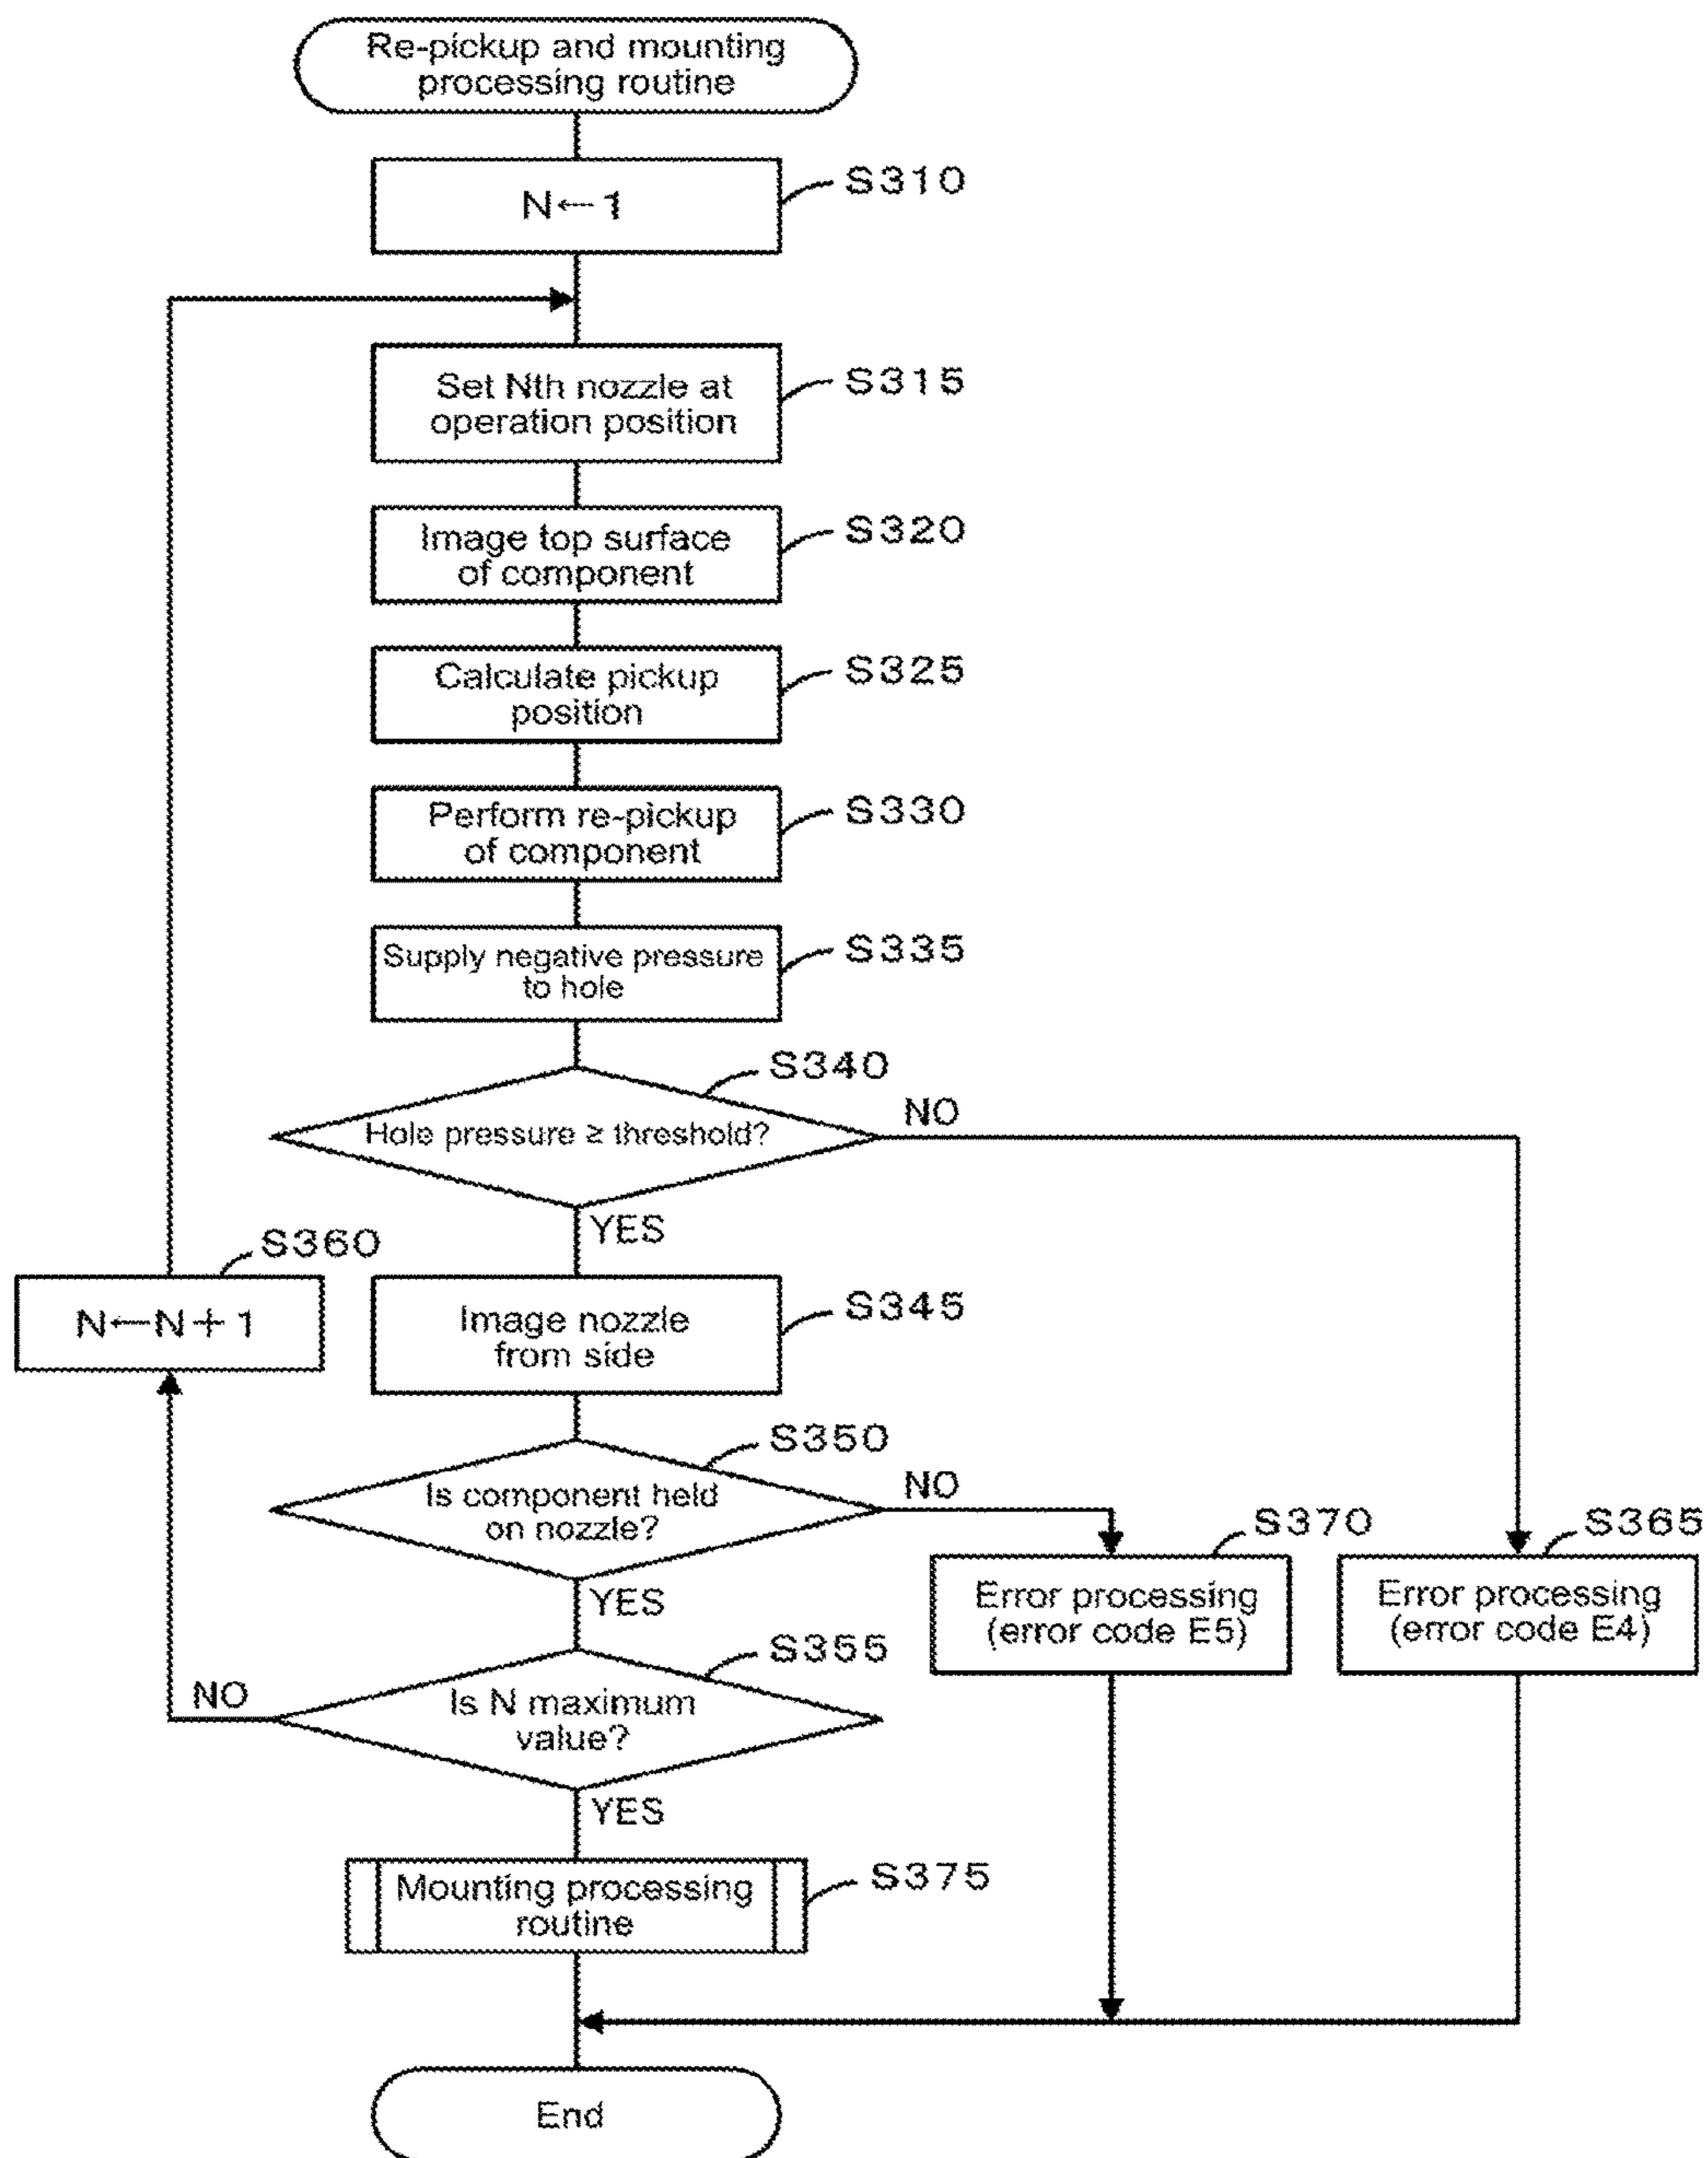 Re-pickup and mounting
processing routine
N←1
S310
Set Nth nozzle at
operation position
S315
Image top surface
of component
S320
Calculate pickup
position
S325
Perform re-pickup
of component
S330
Supply negative pressure
to hole
S335
S340
Hole pressure ≥ threshold?
NO
YES
S360
N←N+1
Image nozzle
from side
S345
S350
Is component held
on nozzle?
NO
YES
S370
Error processing
(error code E5)
S365
Error processing
(error code E4)
S355
Is N maximum
value?
NO
YES
Mounting processing
routine
S375
End